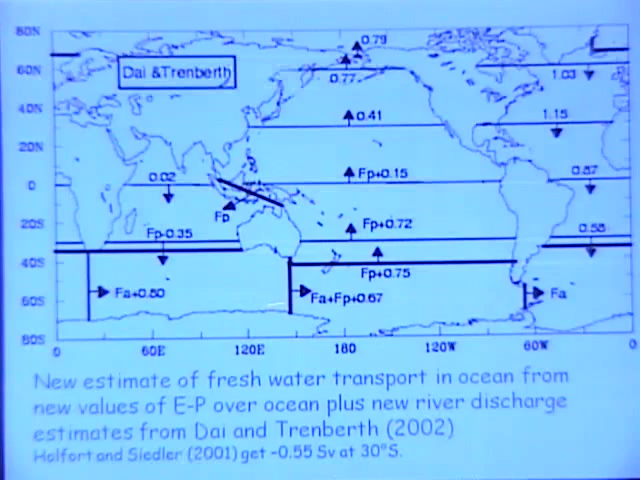 80N
0.79
Dai &Trenberth
60N
0.77
1.03
40N
0.41
1.15
20N
0.02
Fp+0.15
0.87
0
Fp
20S
Fp-0.35
Fp+0.72
0.58
40S
Fp+0.75
60S
Fa+0.80
Fa+Fp+0.67
Fa
80S
0 60E 120E 180 120W 60W 0
New estimate of fresh water transport in ocean from
new values of E-P over ocean plus new river discharge
estimates from Dai and Trenberth (2002)
Holfort and Siedler (2001) get -0.55 Sv at 30°S.